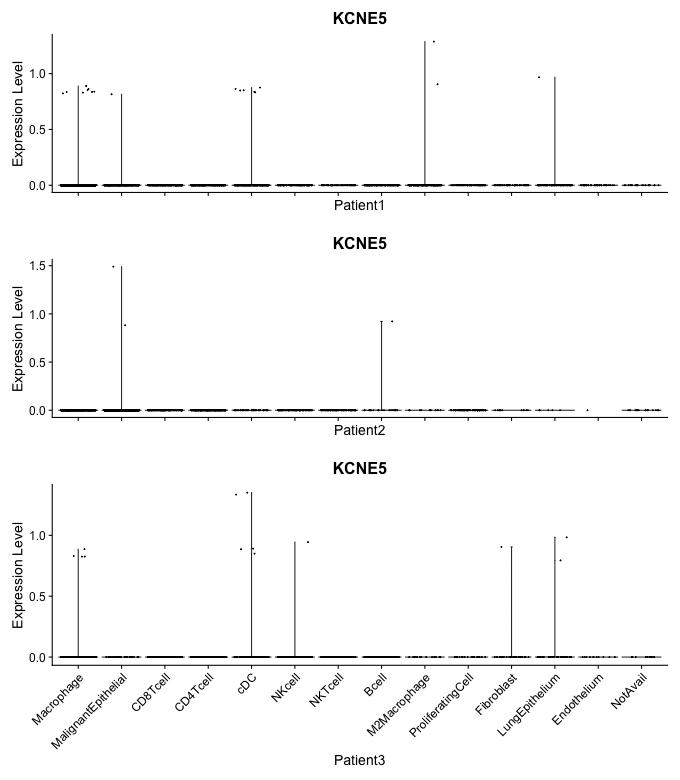 KCNE5
Expression Level
1.0
0.5
0.0
Patient1
KCNE5
Expression Level
1.5
1.0
0.5
0.0
Patient2
KCNE5
Expression Level
1.0
0.5
0.0
Macrophage
MalignantEpithelial
CD8Tcell
CD4Tcell
cDC
NKcell
NKTcell
Bcell
M2Macrophage
ProliferatingCell
Fibroblast
LungEpithelium
Endothelium
NotAvail
Patient3